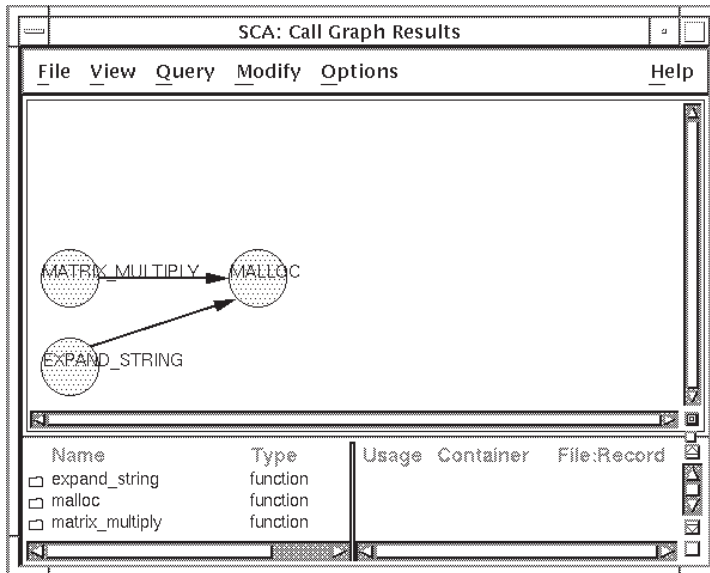 SCA: Call Graph Results
File View Query Modify Options Help
MATRIX_MULTIPLY MALLOC
EXPAND_STRING
Name Type Usage Container File:Record
expand_string function
malloc function
matrix_multiply function